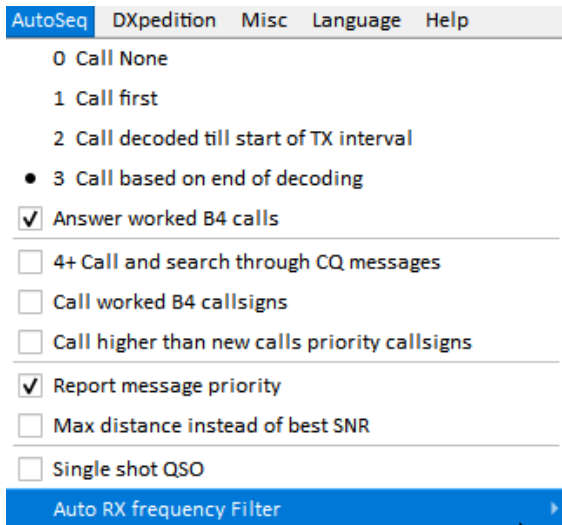 AutoSeq DXpedition Misc Language Help
0 Call None
1 Call first
2 Call decoded till start of TX interval
3 Call based on end of decoding
Answer worked B4 calls
4+ Call and search through CQ messages
Call worked B4 callsigns
Call higher than new calls priority callsigns
Report message priority
Max distance instead of best SNR
Single shot QSO
Auto RX frequency Filter